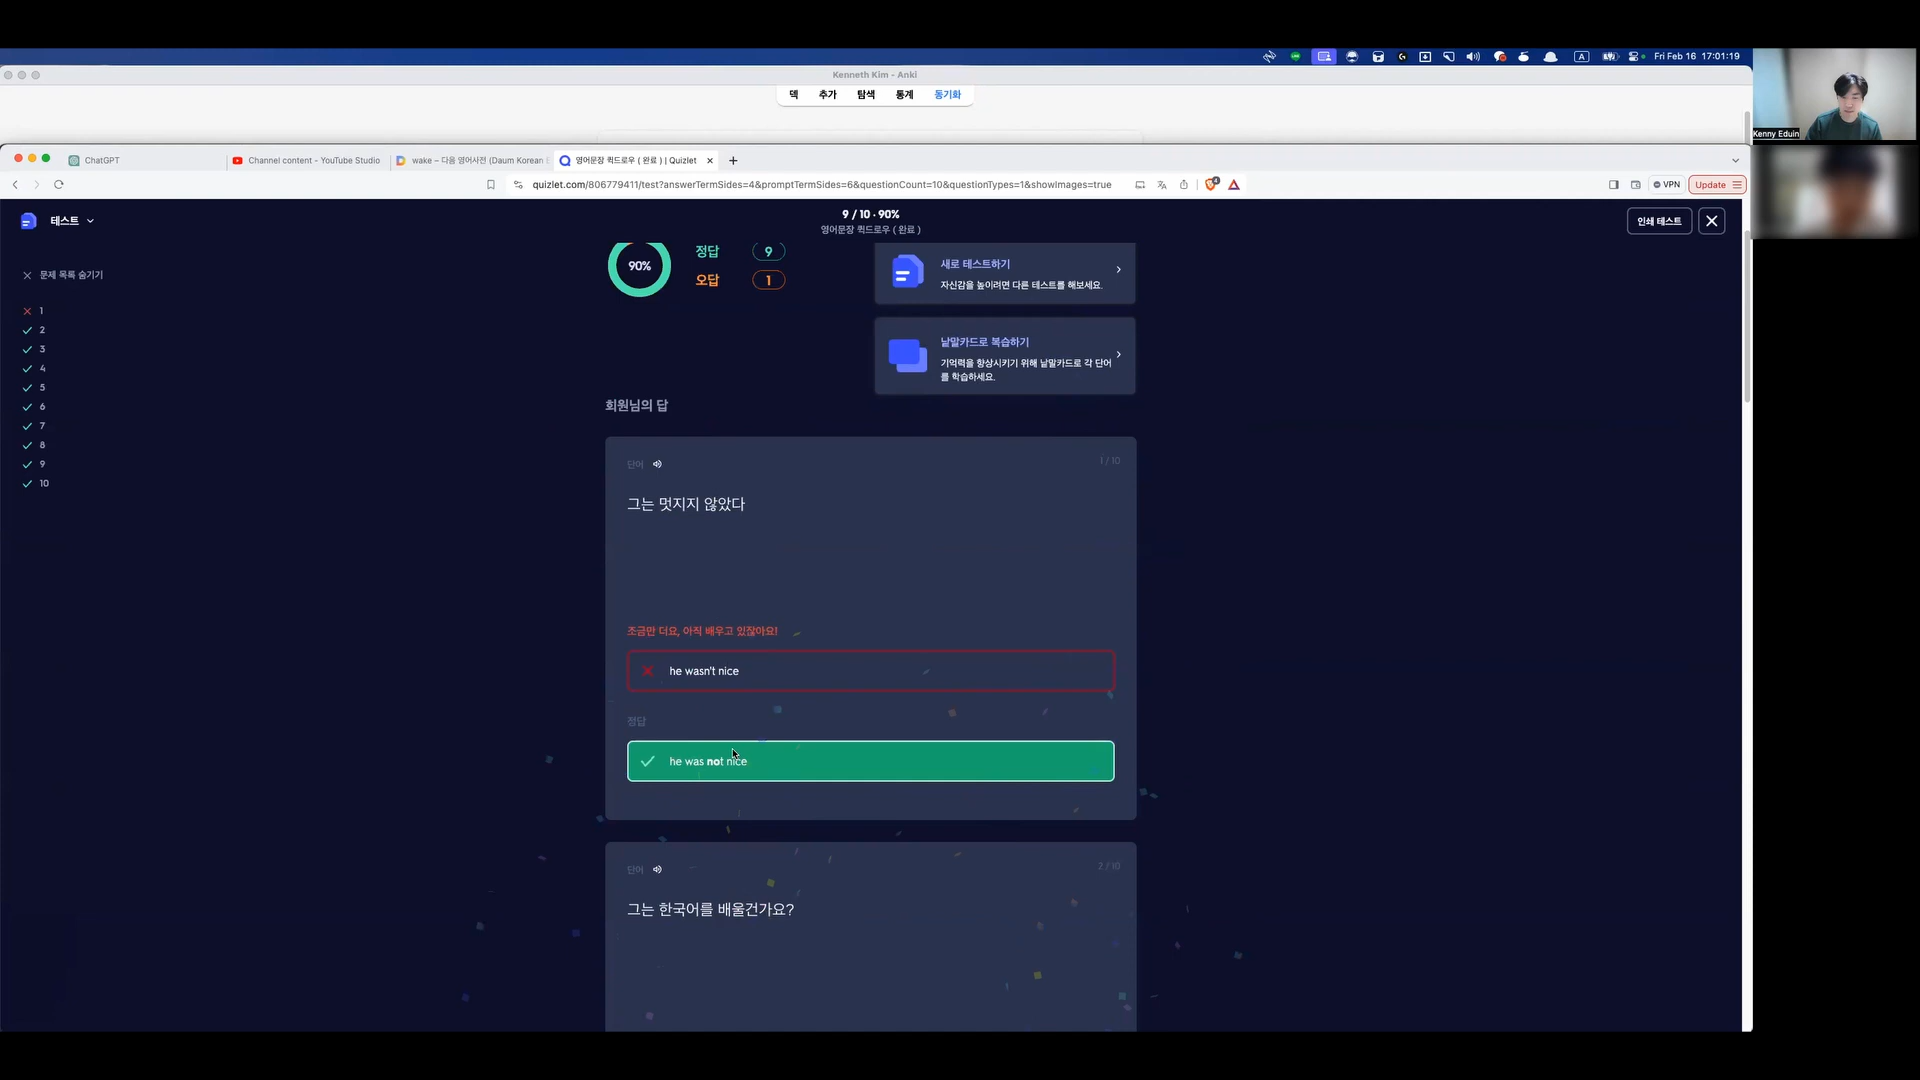 Fri Feb 16 17:01:19
Kenneth Kim - Anki
덱 추가 탐색 통계 동기화
Kenny Eduin
ChatGPT
Channel content - YouTube Studio
wake – 다음 영어사전 (Daum Korean
영어문장 퀵드로우 ( 완료 ) | Quizlet
quizlet.com/806779411/test?answerTermSides=4&promptTermSides=6&questionCount=10&questionTypes=1&showImages=true
VPN
Update
테스트
9 / 10 · 90%
영어문장 퀵드로우 ( 완료 )
인쇄 테스트
문제 목록 숨기기
1
2
3
4
5
6
7
8
9
10
90%
정답 9
오답 1
새로 테스트하기
자신감을 높이려면 다른 테스트를 해보세요.
낱말카드로 복습하기
기억력을 향상시키기 위해 낱말카드로 각 단어
를 학습하세요.
회원님의 답
단어
1 / 10
그는 멋지지 않았다
조금만 더요, 아직 배우고 있잖아요!
he wasn't nice
정답
he was not nice
단어
2 / 10
그는 한국어를 배울건가요?